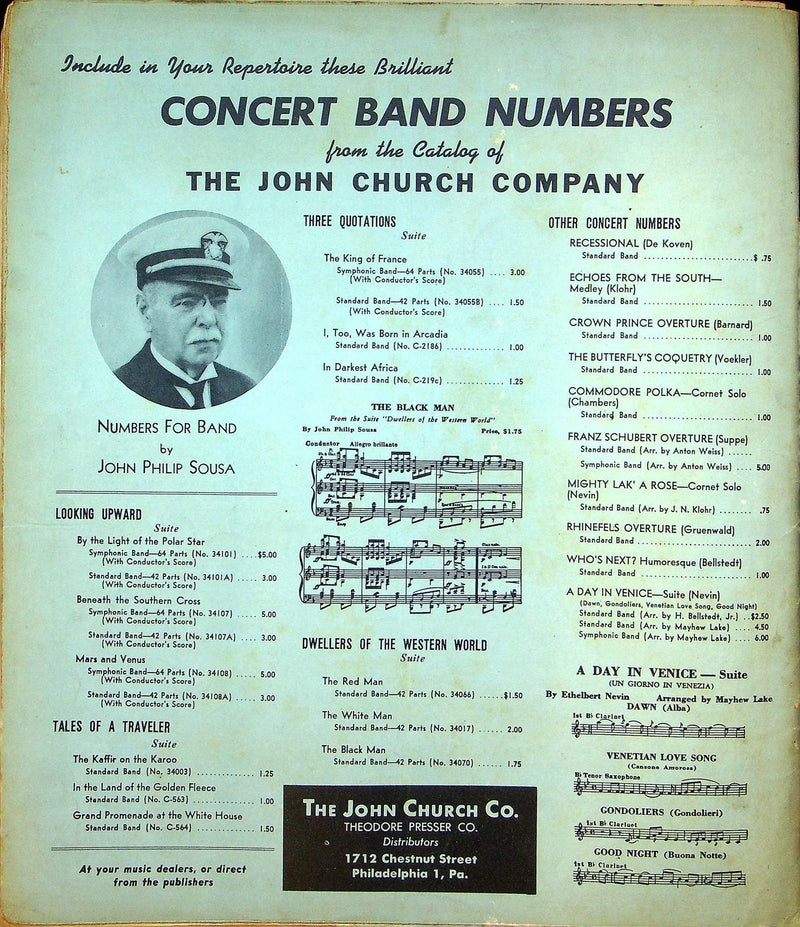 Include in Your Repertoire these Brilliant
CONCERT BAND NUMBERS
from the Catalog of
THE JOHN CHURCH COMPANY
NUMBERS FOR BAND
by
JOHN PHILIP SOUSA
LOOKING UPWARD
Suite
By the Light of the Polar Star
Symphonic Band—64 Parts (No. 34101) ....$5.00
(With Conductor's Score)
Standard Band—42 Parts (No. 34101A) .... 3.00
(With Conductor's Score)
Beneath the Southern Cross
Symphonic Band—64 Parts (No. 34107) ..... 5.00
(With Conductor's Score)
Standard Band—42 Parts (No. 34107A) .... 3.00
(With Conductor's Score)
Mars and Venus
Symphonic Band—64 Parts (No. 34108) ..... 5.00
(With Conductor's Score)
Standard Band—42 Parts (No. 34108A) ..... 3.00
(With Conductor's Score)
TALES OF A TRAVELER
Suite
The Kaffir on the Karoo
Standard Band (No. 34003) .............. 1.25
In the Land of the Golden Fleece
Standard Band (No. C-563) .............. 1.00
Grand Promenade at the White House
Standard Band (No. C-564) .............. 1.50
At your music dealers, or direct
from the publishers
THREE QUOTATIONS
Suite
The King of France
Symphonic Band—64 Parts (No. 34055) .... 3.00
(With Conductor's Score)
Standard Band—42 Parts (No. 34055B) .... 1.50
(With Conductor's Score)
I, Too, Was Born in Arcadia
Standard Band (No. C-2186) .............. 1.00
In Darkest Africa
Standard Band (No. C-219c) .............. 1.25
THE BLACK MAN
From the Suite "Dwellers of the Western World"
By John Philip Sousa Price, $1.75
Conductor Allegro brillante
DWELLERS OF THE WESTERN WORLD
Suite
The Red Man
Standard Band—42 Parts (No. 34066) ......$1.50
The White Man
Standard Band—42 Parts (No. 34017) ...... 2.00
The Black Man
Standard Band—42 Parts (No. 34070) ...... 1.75
THE JOHN CHURCH CO.
THEODORE PRESSER CO.
Distributors
1712 Chestnut Street
Philadelphia 1, Pa.
OTHER CONCERT NUMBERS
RECESSIONAL (De Koven)
Standard Band ........................$ .75
ECHOES FROM THE SOUTH—
Medley (Klohr)
Standard Band ........................ 1.50
CROWN PRINCE OVERTURE (Barnard)
Standard Band ........................ 1.00
THE BUTTERFLY'S COQUETRY (Voekler)
Standard Band ........................ 1.00
COMMODORE POLKA—Cornet Solo
(Chambers)
Standard Band ........................ 1.00
FRANZ SCHUBERT OVERTURE (Suppe)
Standard Band (Arr. by Anton Weiss) ......
Symphonic Band (Arr. by Anton Weiss) .... 5.00
MIGHTY LAK' A ROSE—Cornet Solo
(Nevin)
Standard Band (Arr. by J. N. Klohr) ........ .75
RHINEFELS OVERTURE (Gruenwald)
Standard Band ........................ 2.00
WHO'S NEXT? Humoresque (Bellstedt)
Standard Band ........................ 1.00
A DAY IN VENICE—Suite (Nevin)
(Dawn, Gondoliers, Venetian Love Song, Good Night)
Standard Band (Arr. by H. Bellstedt, Jr.) ..$2.50
Standard Band (Arr. by Mayhew Lake) .... 4.50
Symphonic Band (Arr. by Mayhew Lake) .... 6.00
A DAY IN VENICE — Suite
(UN GIORNO IN VENEZIA)
By Ethelbert Nevin Arranged by Mayhew Lake
DAWN (Alba)
1st B♭ Clarinet
VENETIAN LOVE SONG
(Canzone Amorosa)
B♭ Tenor Saxophone
GONDOLIERS (Gondolieri)
1st B♭ Clarinet
GOOD NIGHT (Buona Notte)
1st B♭ Clarinet